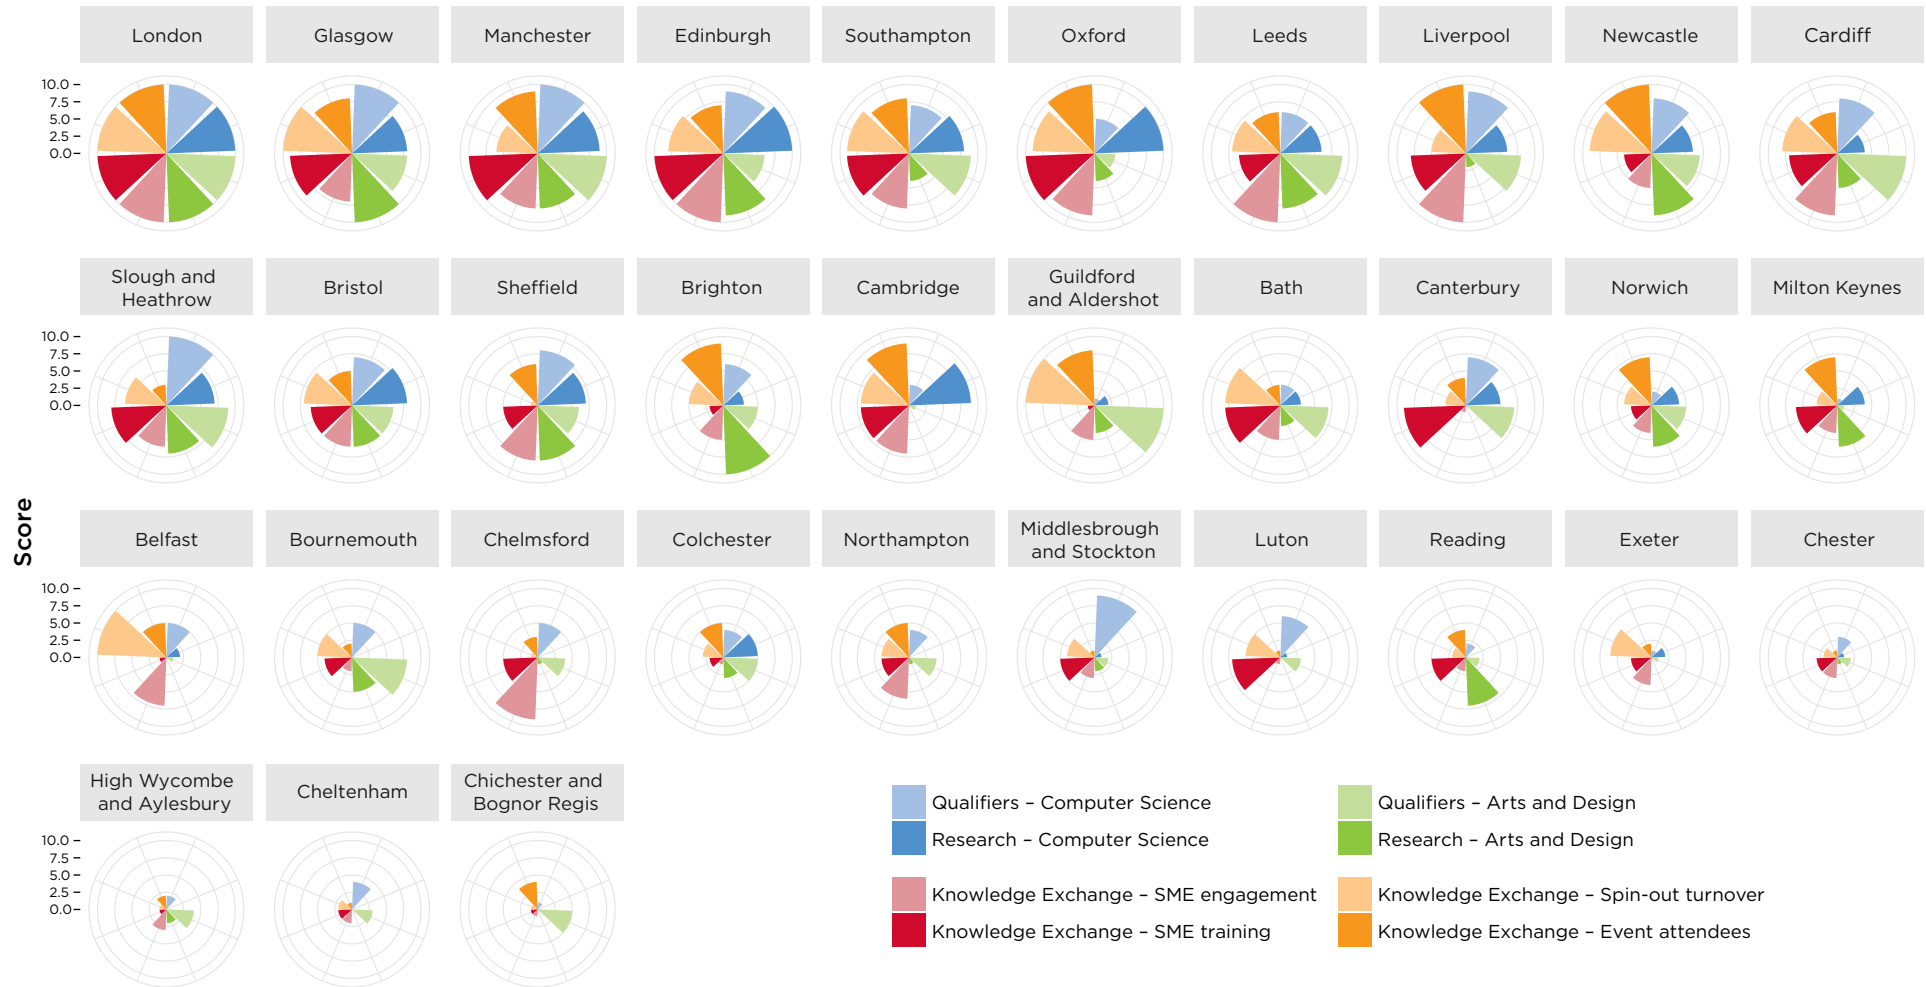 London
Glasgow
Manchester
Edinburgh
Southampton
Oxford
Leeds
Liverpool
Newcastle
Cardiff
10.0
7.5
5.0
2.5
0.0
Slough and
Heathrow
Bristol
Sheffield
Brighton
Cambridge
Guildford
and Aldershot
Bath
Canterbury
Norwich
Milton Keynes
10.0
7.5
5.0
2.5
0.0
Score
Belfast
Bournemouth
Chelmsford
Colchester
Northampton
Middlesbrough
and Stockton
Luton
Reading
Exeter
Chester
10.0
7.5
5.0
2.5
0.0
High Wycombe
and Aylesbury
Cheltenham
Chichester and
Bognor Regis
10.0
7.5
5.0
2.5
0.0
Qualifiers – Computer Science
Research – Computer Science
Knowledge Exchange – SME engagement
Knowledge Exchange – SME training
Qualifiers – Arts and Design
Research – Arts and Design
Knowledge Exchange – Spin-out turnover
Knowledge Exchange – Event attendees